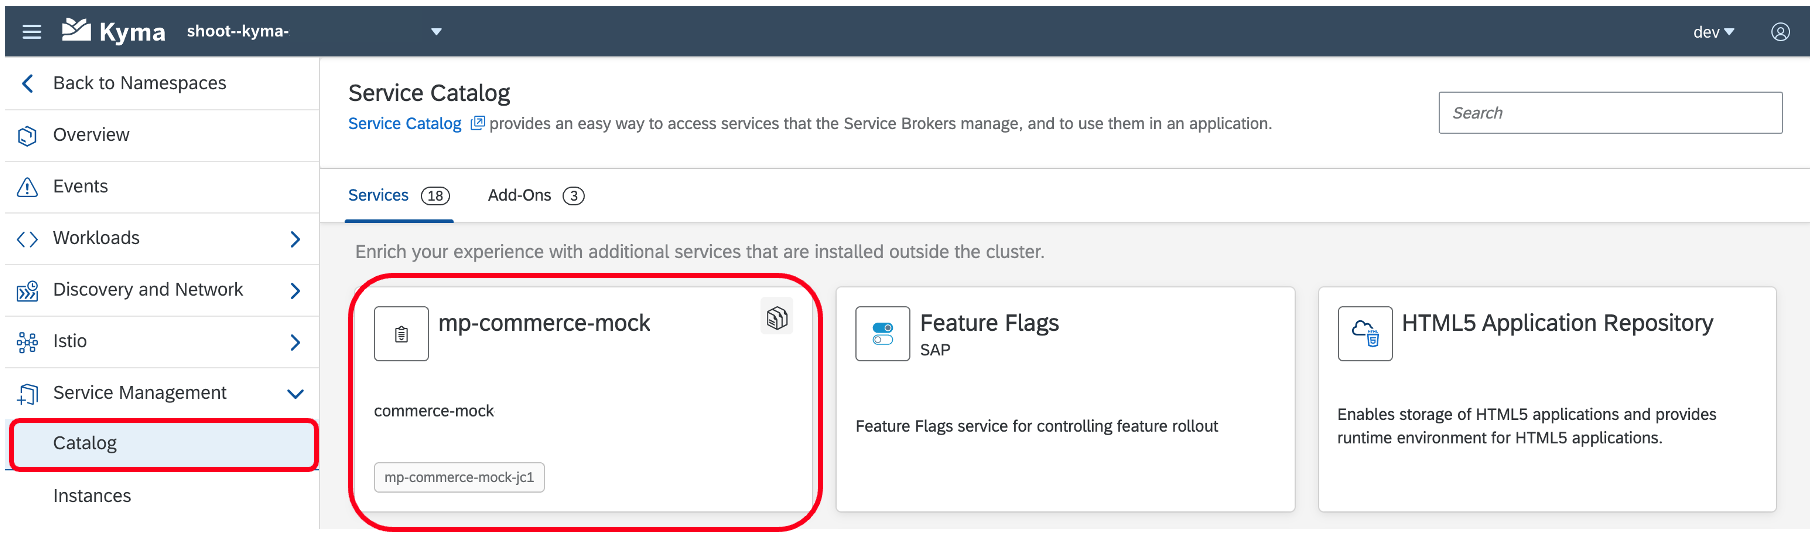 Kyma
shoot--kyma-
dev
Back to Namespaces
Overview
Events
Workloads
Discovery and Network
Istio
Service Management
Catalog
Instances
Service Catalog
Service Catalog provides an easy way to access services that the Service Brokers manage, and to use them in an application.
Search
Services 18
Add-Ons 3
Enrich your experience with additional services that are installed outside the cluster.
mp-commerce-mock
commerce-mock
mp-commerce-mock-jc1
Feature Flags
SAP
Feature Flags service for controlling feature rollout
HTML5 Application Repository
Enables storage of HTML5 applications and provides
runtime environment for HTML5 applications.